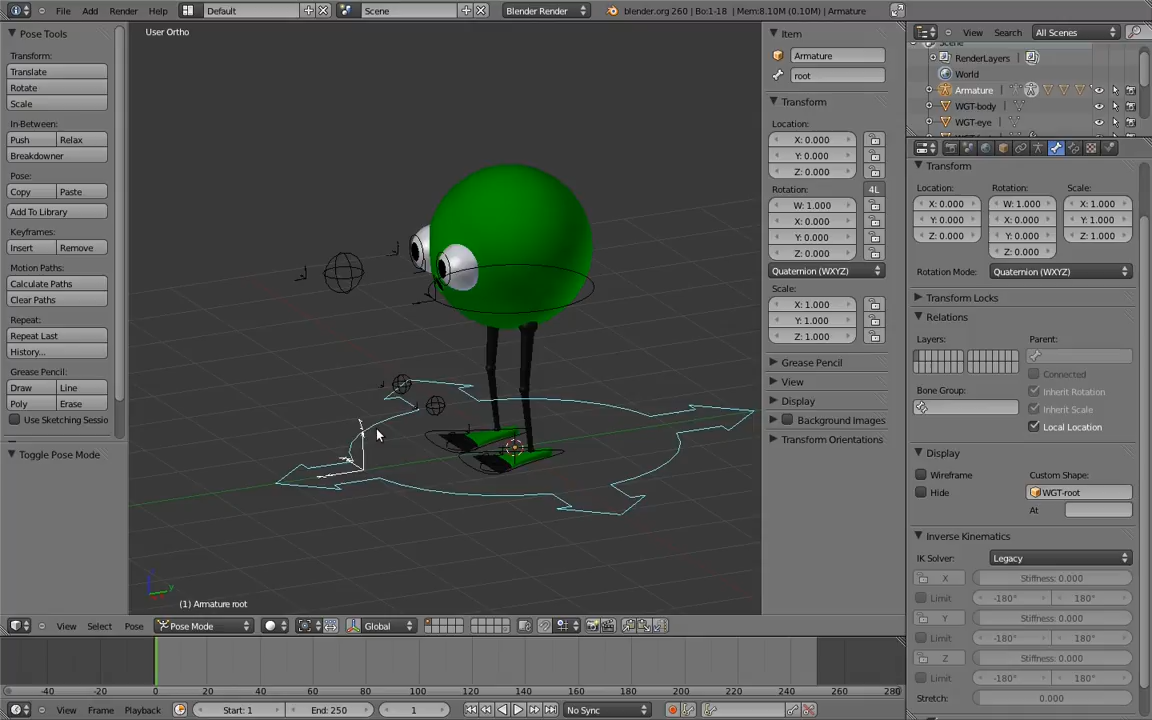 File Add Render Help Default Scene Blender Render blender.org 260 | Bo:1-18 | Mem:8.10M (0.10M) | Armature
Pose Tools
Transform:
Translate
Rotate
Scale
In-Between:
Push Relax
Breakdowner
Pose:
Copy Paste
Add To Library
Keyframes:
Insert Remove
Motion Paths:
Calculate Paths
Clear Paths
Repeat:
Repeat Last
History...
Grease Pencil:
Draw Line
Poly Erase
Use Sketching Sessio
Toggle Pose Mode
User Ortho
(1) Armature root
Item
Armature
root
Transform
Location:
X: 0.000
Y: 0.000
Z: 0.000
Rotation: 4L
W: 1.000
X: 0.000
Y: 0.000
Z: 0.000
Quaternion (WXYZ)
Scale:
X: 1.000
Y: 1.000
Z: 1.000
Grease Pencil
View
Display
Background Images
Transform Orientations
View Search All Scenes
RenderLayers
World
Armature
WGT-body
WGT-eye
Transform
Location: Rotation: Scale:
X: 0.000 W: 1.000 X: 1.000
Y: 0.000 X: 0.000 Y: 1.000
Z: 0.000 Y: 0.000 Z: 1.000
Z: 0.000
Rotation Mode: Quaternion (WXYZ)
Transform Locks
Relations
Layers: Parent:
Connected
Bone Group: Inherit Rotation
Inherit Scale
Local Location
Display
Wireframe Custom Shape:
Hide WGT-root
At
Inverse Kinematics
IK Solver: Legacy
X Stiffness: 0.000
Limit -180° 180°
Y Stiffness: 0.000
Limit -180° 180°
Z Stiffness: 0.000
Limit -180° 180°
Stretch: 0.000
View Select Pose Pose Mode Global
-40 -20 0 20 40 60 80 100 120 140 160 180 200 220 240 260 280
View Frame Playback Start: 1 End: 250 1 No Sync